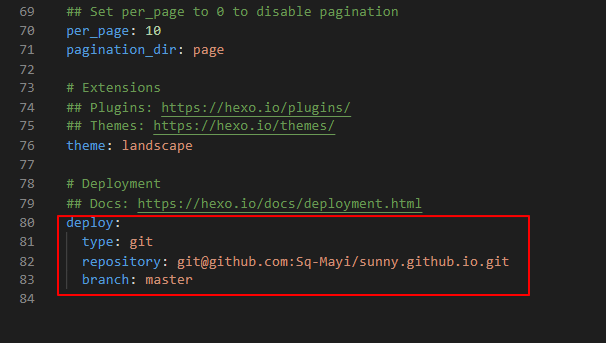 69 ## Set per_page to 0 to disable pagination
70 per_page: 10
71 pagination_dir: page
72
73 # Extensions
74 ## Plugins: https://hexo.io/plugins/
75 ## Themes: https://hexo.io/themes/
76 theme: landscape
77
78 # Deployment
79 ## Docs: https://hexo.io/docs/deployment.html
80 deploy:
81   type: git
82   repository: git@github.com:Sq-Mayi/sunny.github.io.git
83   branch: master
84